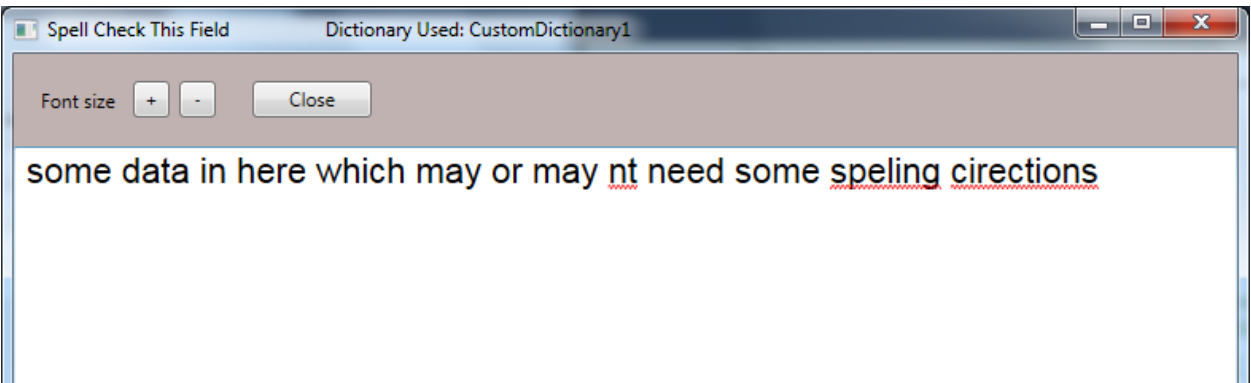 Spell Check This Field Dictionary Used: CustomDictionary1
Font size + - Close
some data in here which may or may nt need some speling cirections